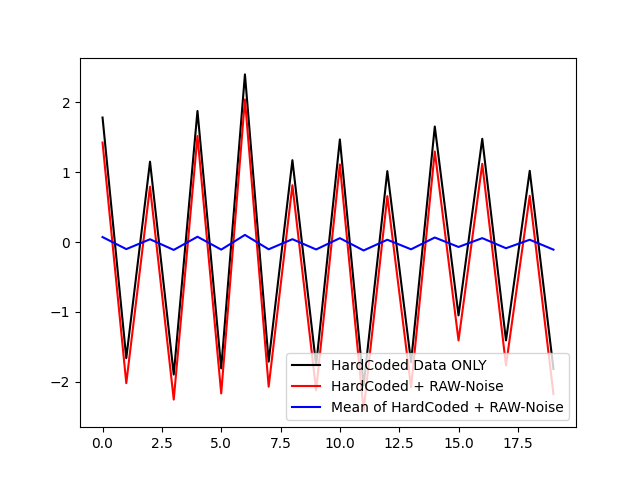 2
1
0
−1
−2
HardCoded Data ONLY
HardCoded + RAW-Noise
Mean of HardCoded + RAW-Noise
0.0 2.5 5.0 7.5 10.0 12.5 15.0 17.5